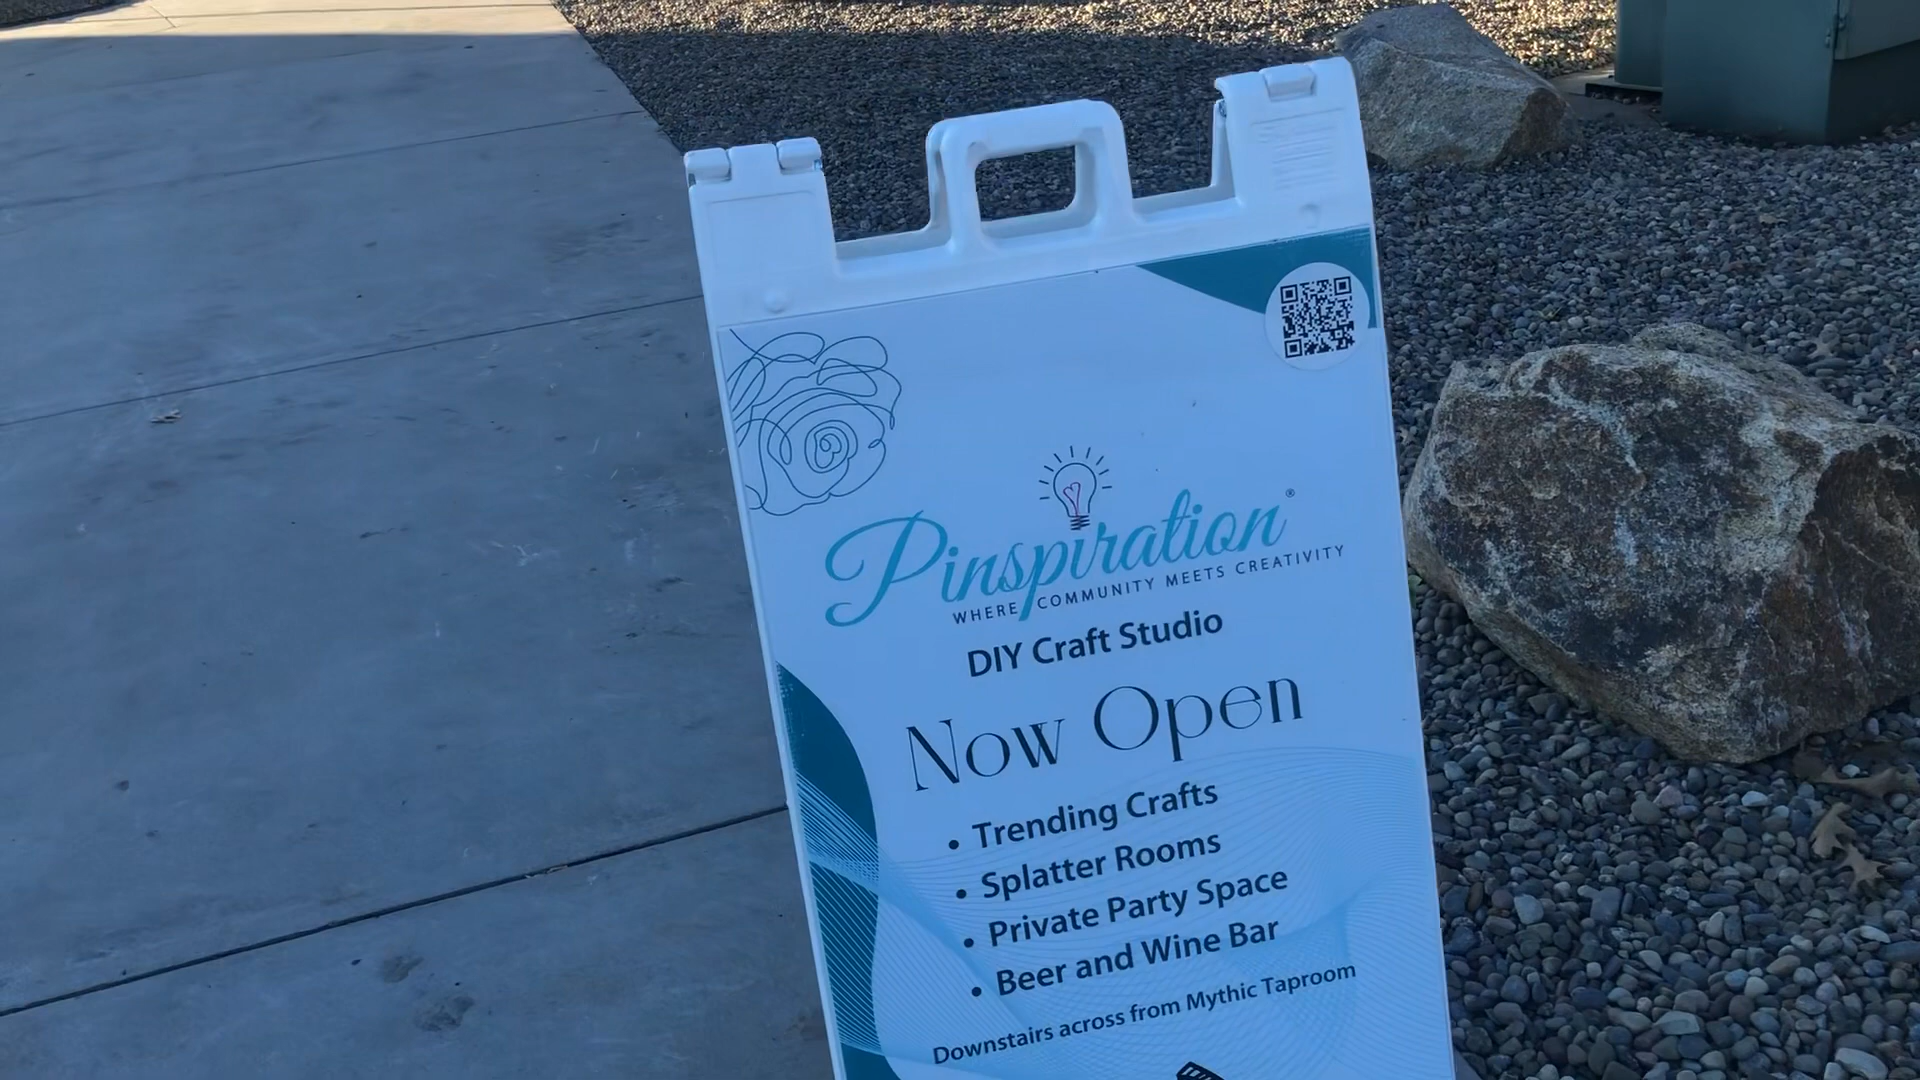 Pinspiration®
WHERE COMMUNITY MEETS CREATIVITY
DIY Craft Studio
Now Open
• Trending Crafts
• Splatter Rooms
• Private Party Space
• Beer and Wine Bar
Downstairs across from Mythic Taproom